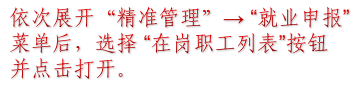 依次展开“精准管理”→“就业申报”
菜单后，选择“在岗职工列表”按钮
并点击打开。